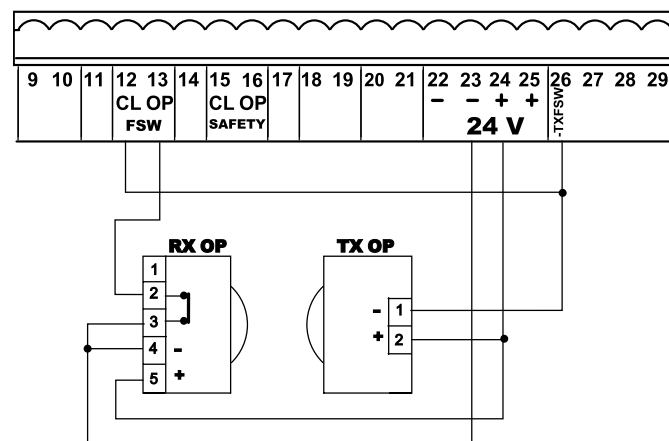 9 10 11 12 13 14 15 16 17 18 19 20 21 22 23 24 25 26 27 28 29
CL OP CL OP - - + +
FSW SAFETY 24 V
-TXFSW
RX OP TX OP
1
2
3
4 -
5 +
- 1
+ 2